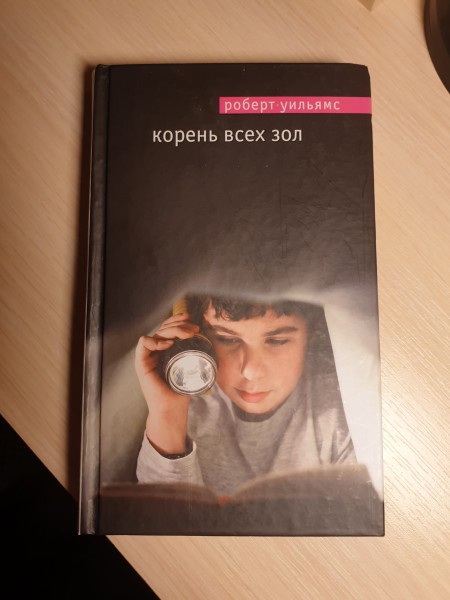 роберт уильямс
корень всех зол